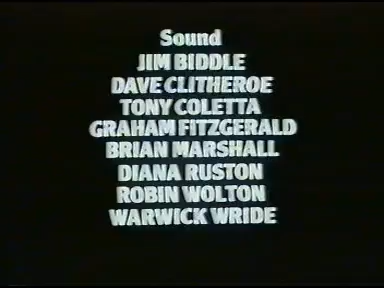 Sound
JIM BIDDLE
DAVE CLITHEROE
TONY COLETTA
GRAHAM FITZGERALD
BRIAN MARSHALL
DIANA RUSTON
ROBIN WOLTON
WARWICK WRIDE